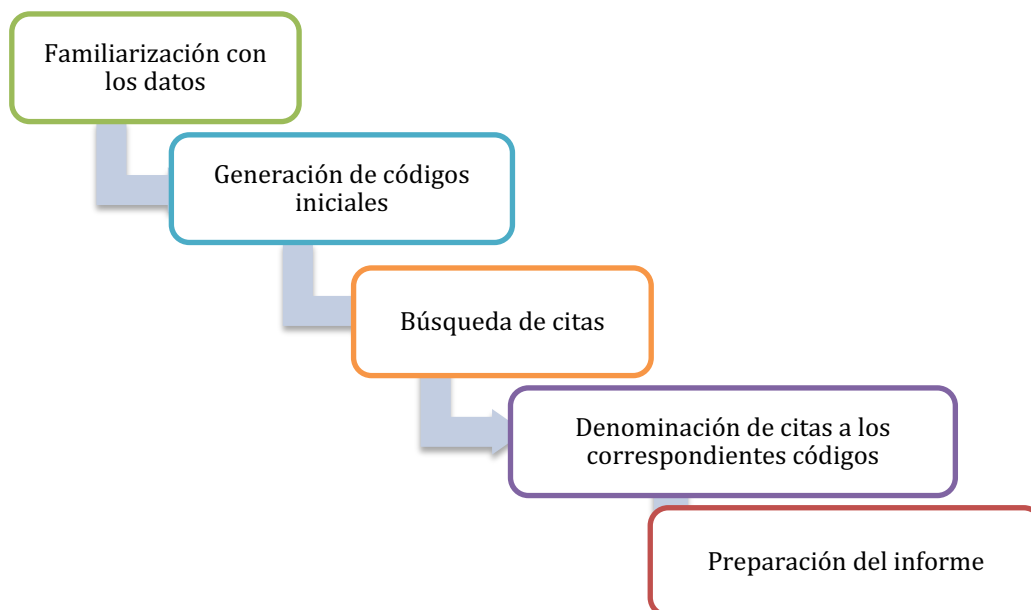 Familiarización con
los datos
Generación de códigos
iniciales
Búsqueda de citas
Denominación de citas a los
correspondientes códigos
Preparación del informe